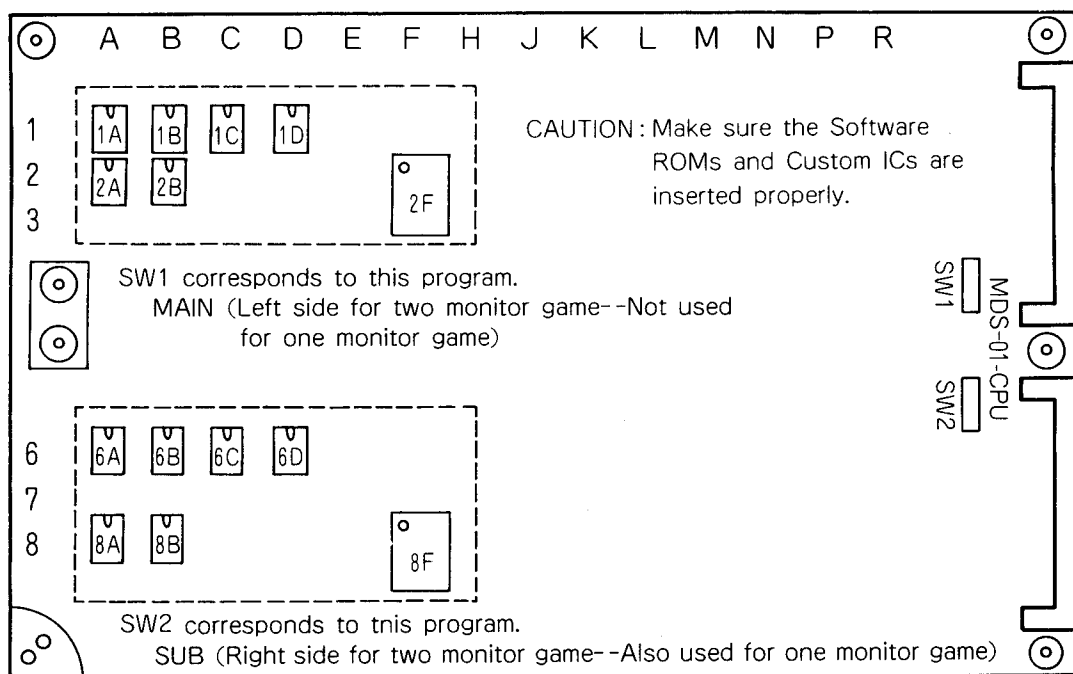 A B C D E F H J K L M N P R
1
1A 1B 1C 1D
CAUTION: Make sure the Software
ROMs and Custom ICs are
inserted properly.
2
2A 2B
2F
3
SW1 corresponds to this program.
MAIN (Left side for two monitor game--Not used
for one monitor game)
SW1
MDS-01-CPU
SW2
6
6A 6B 6C 6D
7
8
8A 8B
8F
SW2 corresponds to tnis program.
SUB (Right side for two monitor game--Also used for one monitor game)